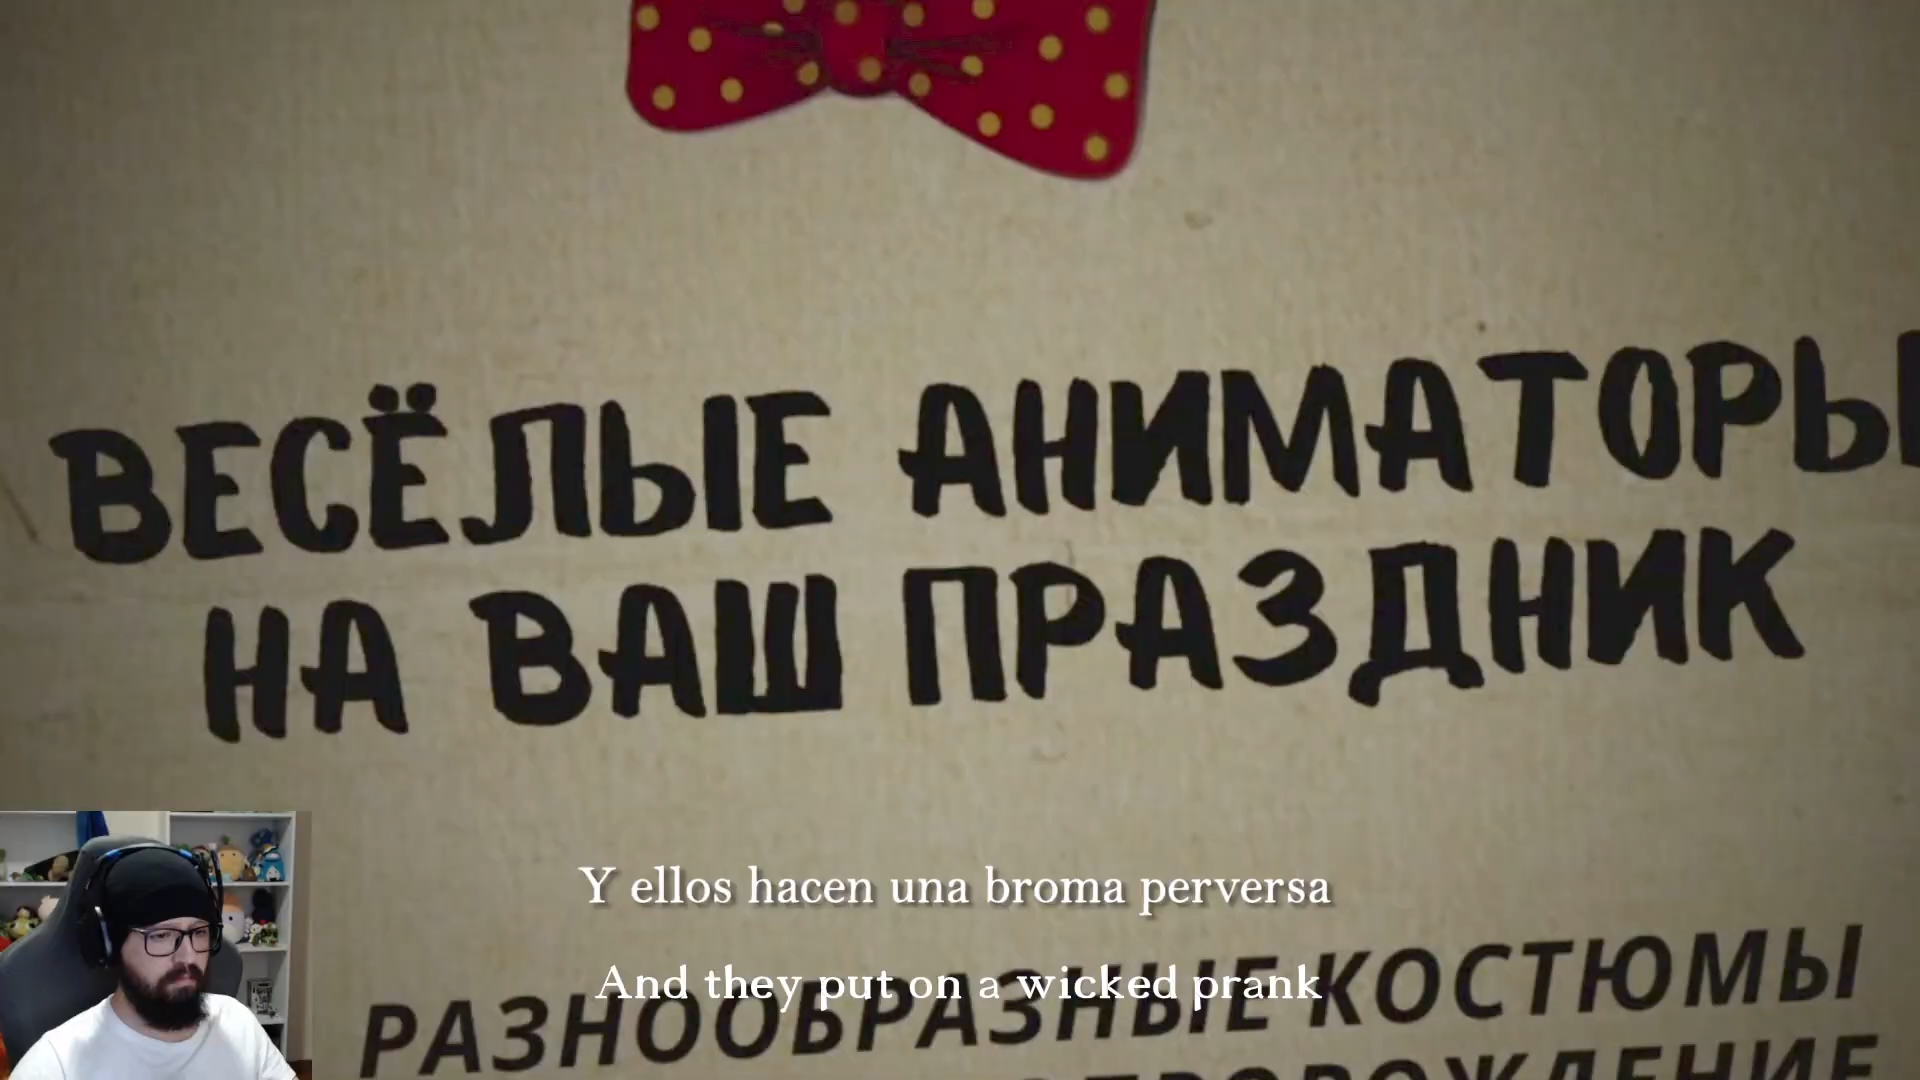 ВЕСЁЛЫЕ АНИМАТОРЫ
НА ВАШ ПРАЗДНИК
Y ellos hacen una broma perversa
And they put on a wicked prank
РАЗНООБРАЗНЫЕ КОСТЮМЫ